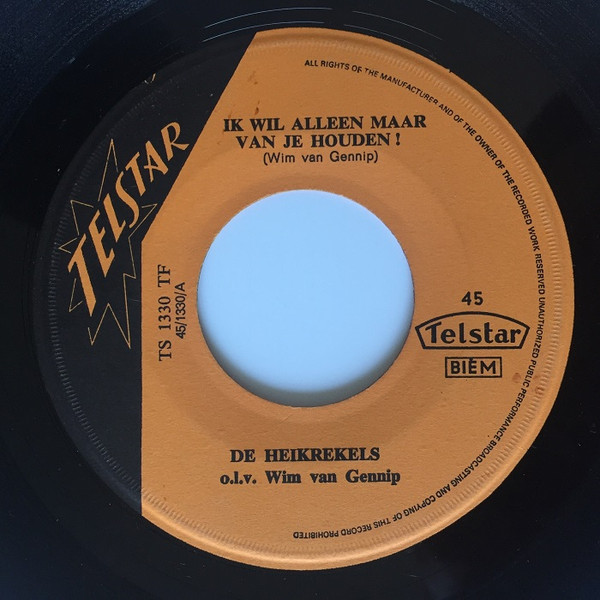 ALL RIGHTS OF THE MANUFACTURER AND OF THE OWNER OF THE RECORDED WORK RESERVED UNAUTHORIZED PUBLIC PERFORMANCE BROADCASTING AND COPYING OF THIS RECORD PROHIBITED
IK WIL ALLEEN MAAR
VAN JE HOUDEN!
(Wim van Gennip)
TELSTAR
TS 1330 TF
45/1330/A
45
Telstar
BIËM
DE HEIKREKELS
o.l.v. Wim van Gennip